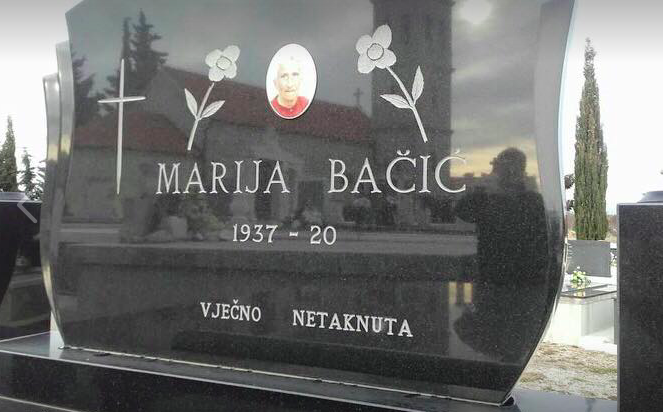 MARIJA BAČIĆ
1937 - 20
VJEČNO NETAKNUTA